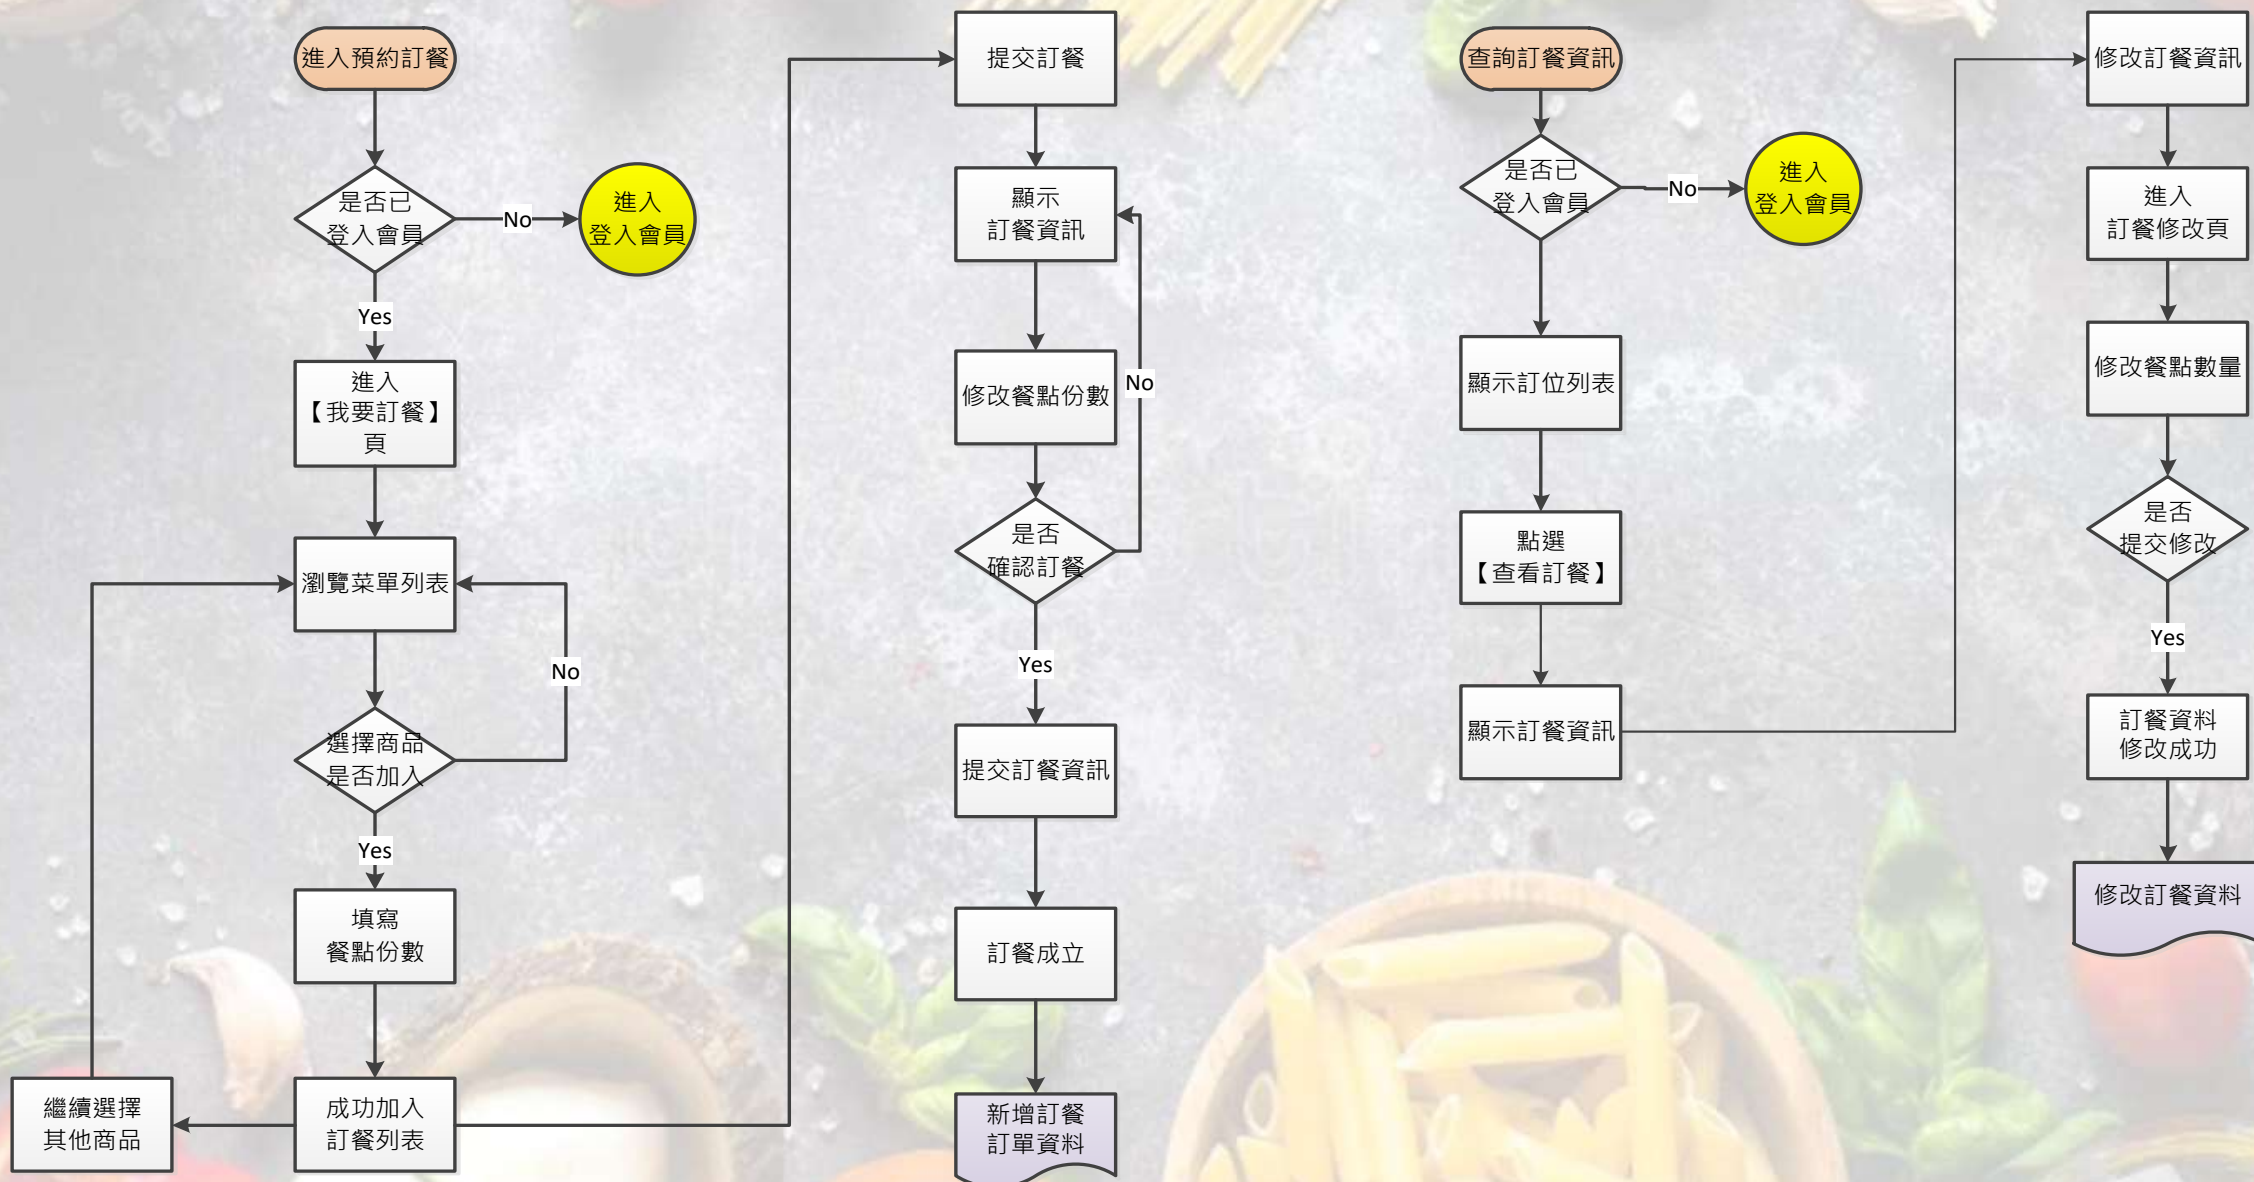 進入預約訂餐
是否已
登入會員
No
進入
登入會員
Yes
進入
【我要訂餐】
頁
瀏覽菜單列表
No
選擇商品
是否加入
Yes
填寫
餐點份數
成功加入
訂餐列表
繼續選擇
其他商品
提交訂餐
顯示
訂餐資訊
修改餐點份數
No
是否
確認訂餐
Yes
提交訂餐資訊
訂餐成立
新增訂餐
訂單資料
查詢訂餐資訊
是否已
登入會員
No
進入
登入會員
顯示訂位列表
點選
【查看訂餐】
顯示訂餐資訊
修改訂餐資訊
進入
訂餐修改頁
修改餐點數量
是否
提交修改
Yes
訂餐資料
修改成功
修改訂餐資料